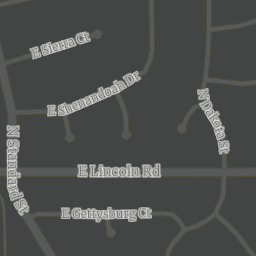 E Sierra Ct
E Shenandoah Dr
N Dakota St
N Standard St
E Lincoln Rd
E Gettysburg Ct